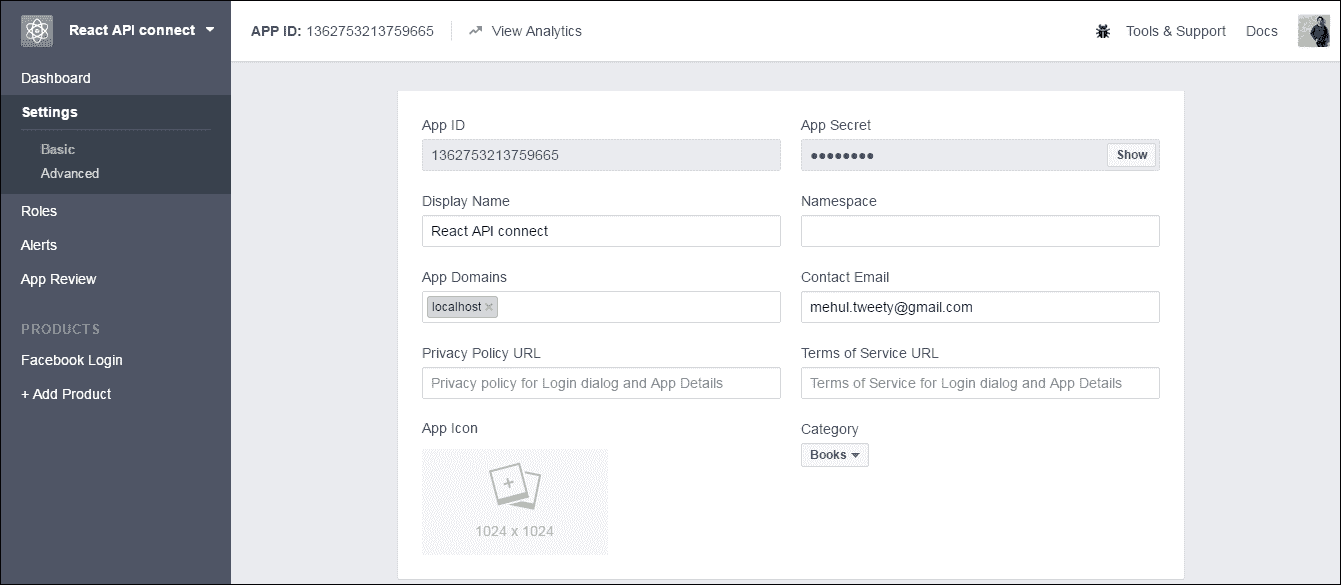 React API connect
APP ID: 1362753213759665
View Analytics
Tools & Support
Docs
Dashboard
Settings
Basic
Advanced
Roles
Alerts
App Review
PRODUCTS
Facebook Login
+ Add Product
App ID
1362753213759665
App Secret
●●●●●●●●
Show
Display Name
React API connect
Namespace
App Domains
localhost ×
Contact Email
mehul.tweety@gmail.com
Privacy Policy URL
Privacy policy for Login dialog and App Details
Terms of Service URL
Terms of Service for Login dialog and App Details
App Icon
1024 x 1024
Category
Books